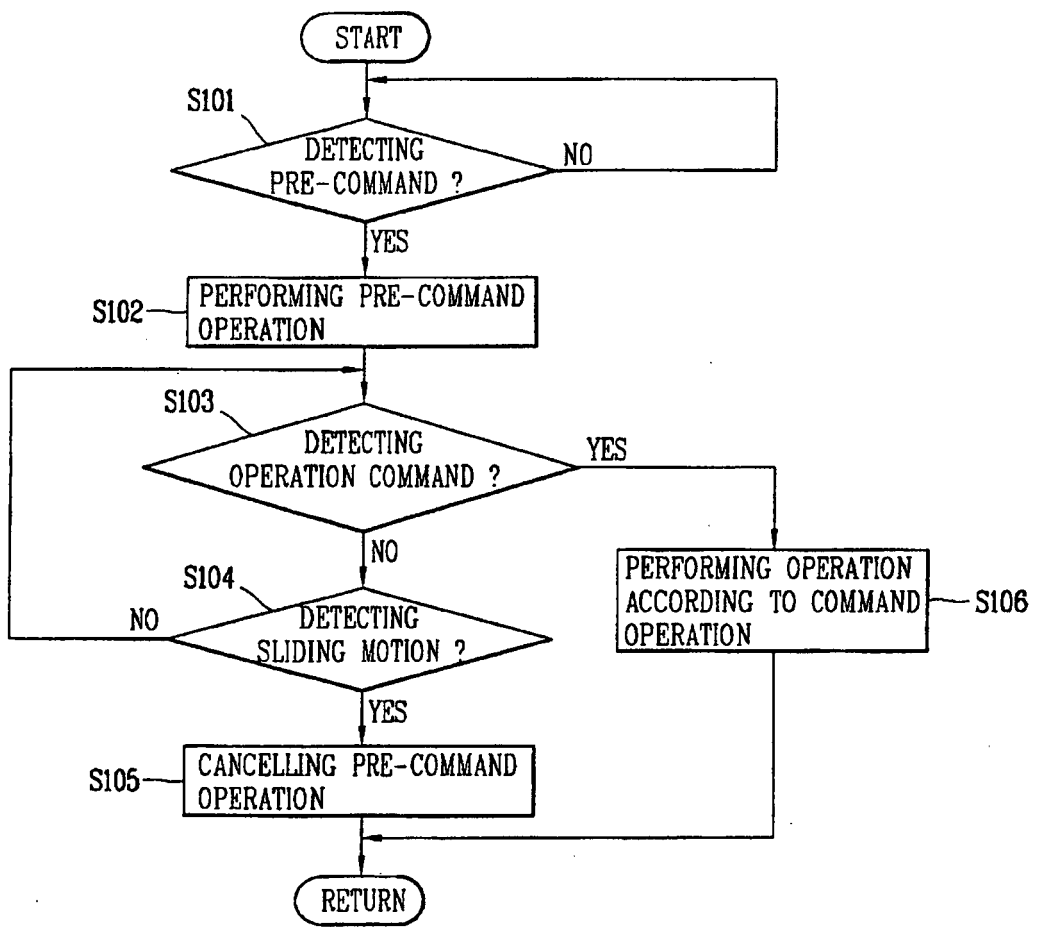 START
S101
DETECTING
PRE-COMMAND ?
NO
YES
S102
PERFORMING PRE-COMMAND
OPERATION
S103
DETECTING
OPERATION COMMAND ?
YES
NO
S104
DETECTING
SLIDING MOTION ?
NO
PERFORMING OPERATION
ACCORDING TO COMMAND
OPERATION
S106
YES
S105
CANCELLING PRE-COMMAND
OPERATION
RETURN